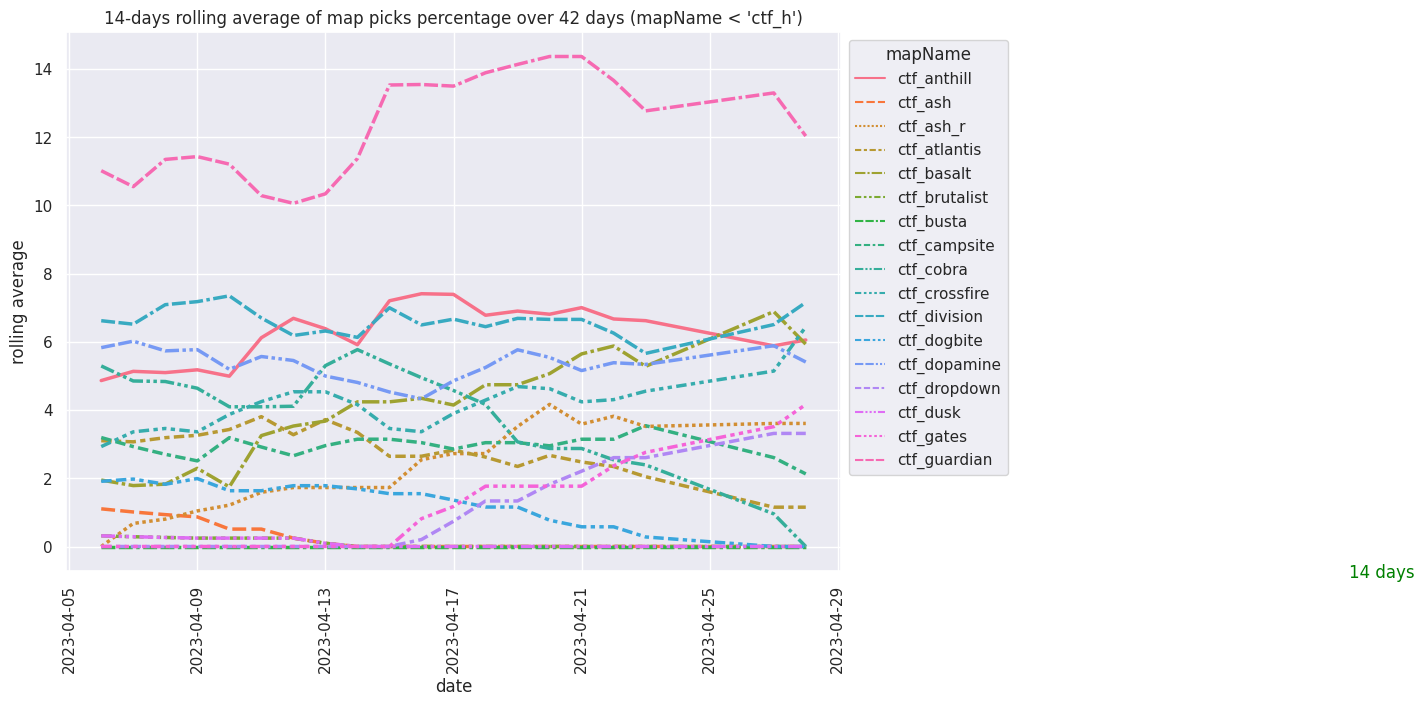 14-days rolling average of map picks percentage over 42 days (mapName < 'ctf_h')
rolling average
14
12
10
8
6
4
2
0
2023-04-05
2023-04-09
2023-04-13
2023-04-17
2023-04-21
2023-04-25
2023-04-29
date
mapName
ctf_anthill
ctf_ash
ctf_ash_r
ctf_atlantis
ctf_basalt
ctf_brutalist
ctf_busta
ctf_campsite
ctf_cobra
ctf_crossfire
ctf_division
ctf_dogbite
ctf_dopamine
ctf_dropdown
ctf_dusk
ctf_gates
ctf_guardian
14 days